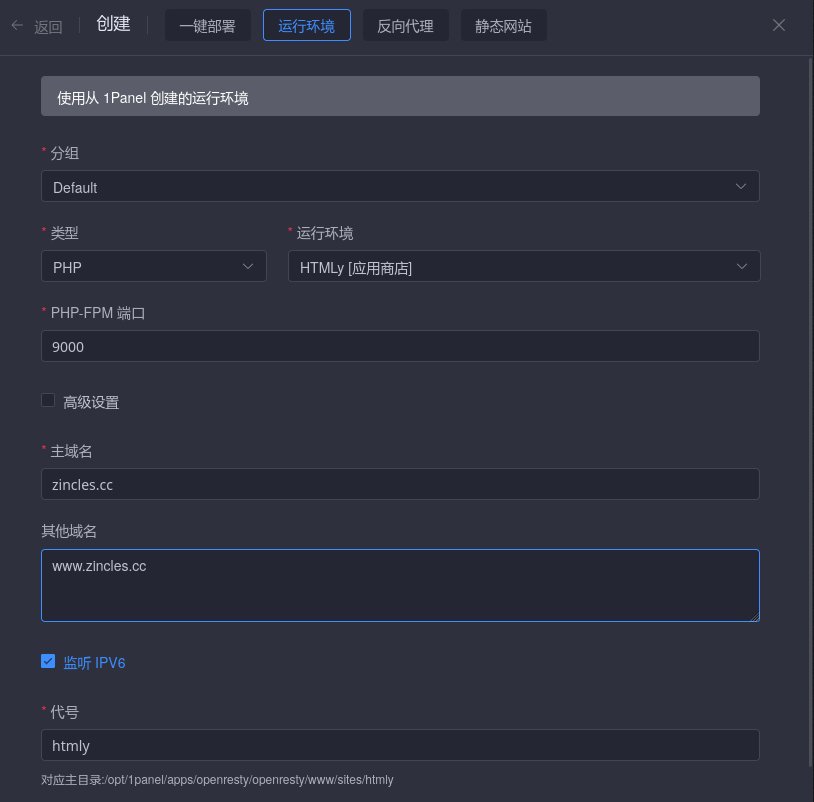 返回 创建 一键部署 运行环境 反向代理 静态网站
使用从 1Panel 创建的运行环境
* 分组
Default
* 类型 * 运行环境
PHP HTMLy [应用商店]
* PHP-FPM 端口
9000
高级设置
* 主域名
zincles.cc
其他域名
www.zincles.cc
监听 IPV6
* 代号
htmly
对应主目录:/opt/1panel/apps/openresty/openresty/www/sites/htmly